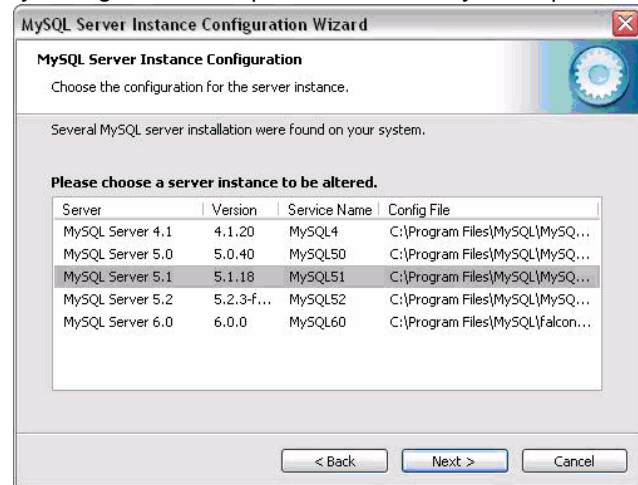 MySQL Server Instance Configuration Wizard
MySQL Server Instance Configuration
Choose the configuration for the server instance.
Several MySQL server installation were found on your system.
Please choose a server instance to be altered.
Server Version Service Name Config File
MySQL Server 4.1 4.1.20 MySQL4 C:\Program Files\MySQL\MySQ...
MySQL Server 5.0 5.0.40 MySQL50 C:\Program Files\MySQL\MySQ...
MySQL Server 5.1 5.1.18 MySQL51 C:\Program Files\MySQL\MySQ...
MySQL Server 5.2 5.2.3-f... MySQL52 C:\Program Files\MySQL\MySQ...
MySQL Server 6.0 6.0.0 MySQL60 C:\Program Files\MySQL\falcon...
< Back Next > Cancel